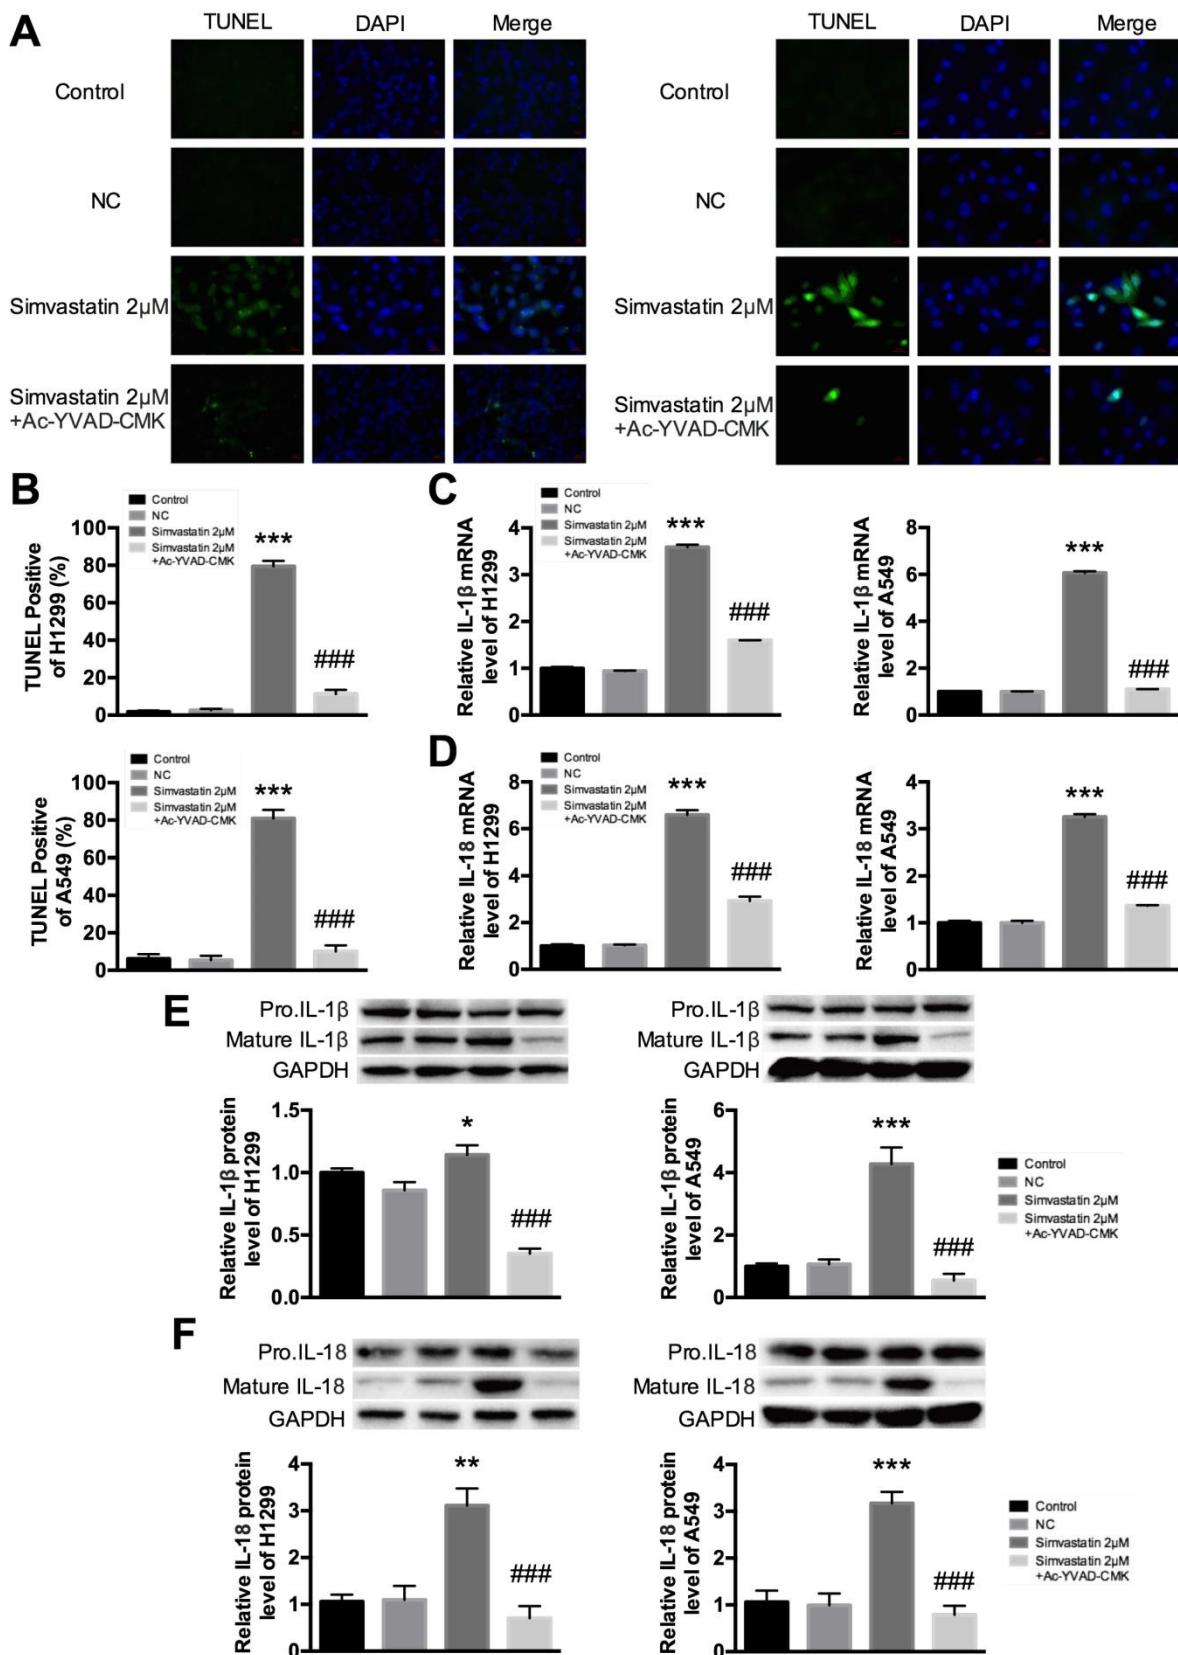 A
TUNEL DAPI Merge
Control
NC
Simvastatin 2μM
Simvastatin 2μM
+Ac-YVAD-CMK
TUNEL DAPI Merge
Control
NC
Simvastatin 2μM
Simvastatin 2μM
+Ac-YVAD-CMK
B
Control
NC
Simvastatin 2μM
Simvastatin 2μM
+Ac-YVAD-CMK
TUNEL Positive
of H1299 (%)
100
80
60
40
20
0
***
###
Control
NC
Simvastatin 2μM
Simvastatin 2μM
+Ac-YVAD-CMK
TUNEL Positive
of A549 (%)
100
80
60
40
20
0
***
###
C
Control
NC
Simvastatin 2μM
Simvastatin 2μM
+Ac-YVAD-CMK
Relative IL-1β mRNA
level of H1299
4
3
2
1
0
***
###
Relative IL-1β mRNA
level of A549
8
6
4
2
0
***
###
D
Control
NC
Simvastatin 2μM
Simvastatin 2μM
+Ac-YVAD-CMK
Relative IL-18 mRNA
level of H1299
8
6
4
2
0
***
###
Relative IL-18 mRNA
level of A549
4
3
2
1
0
***
###
E
Pro.IL-1β
Mature IL-1β
GAPDH
Relative IL-1β protein
level of H1299
1.5
1.0
0.5
0.0
*
###
Pro.IL-1β
Mature IL-1β
GAPDH
Relative IL-1β protein
level of A549
6
4
2
0
***
###
Control
NC
Simvastatin 2μM
Simvastatin 2μM
+Ac-YVAD-CMK
F
Pro.IL-18
Mature IL-18
GAPDH
Relative IL-18 protein
level of H1299
4
3
2
1
0
**
###
Pro.IL-18
Mature IL-18
GAPDH
Relative IL-18 protein
level of A549
4
3
2
1
0
***
###
Control
NC
Simvastatin 2μM
Simvastatin 2μM
+Ac-YVAD-CMK